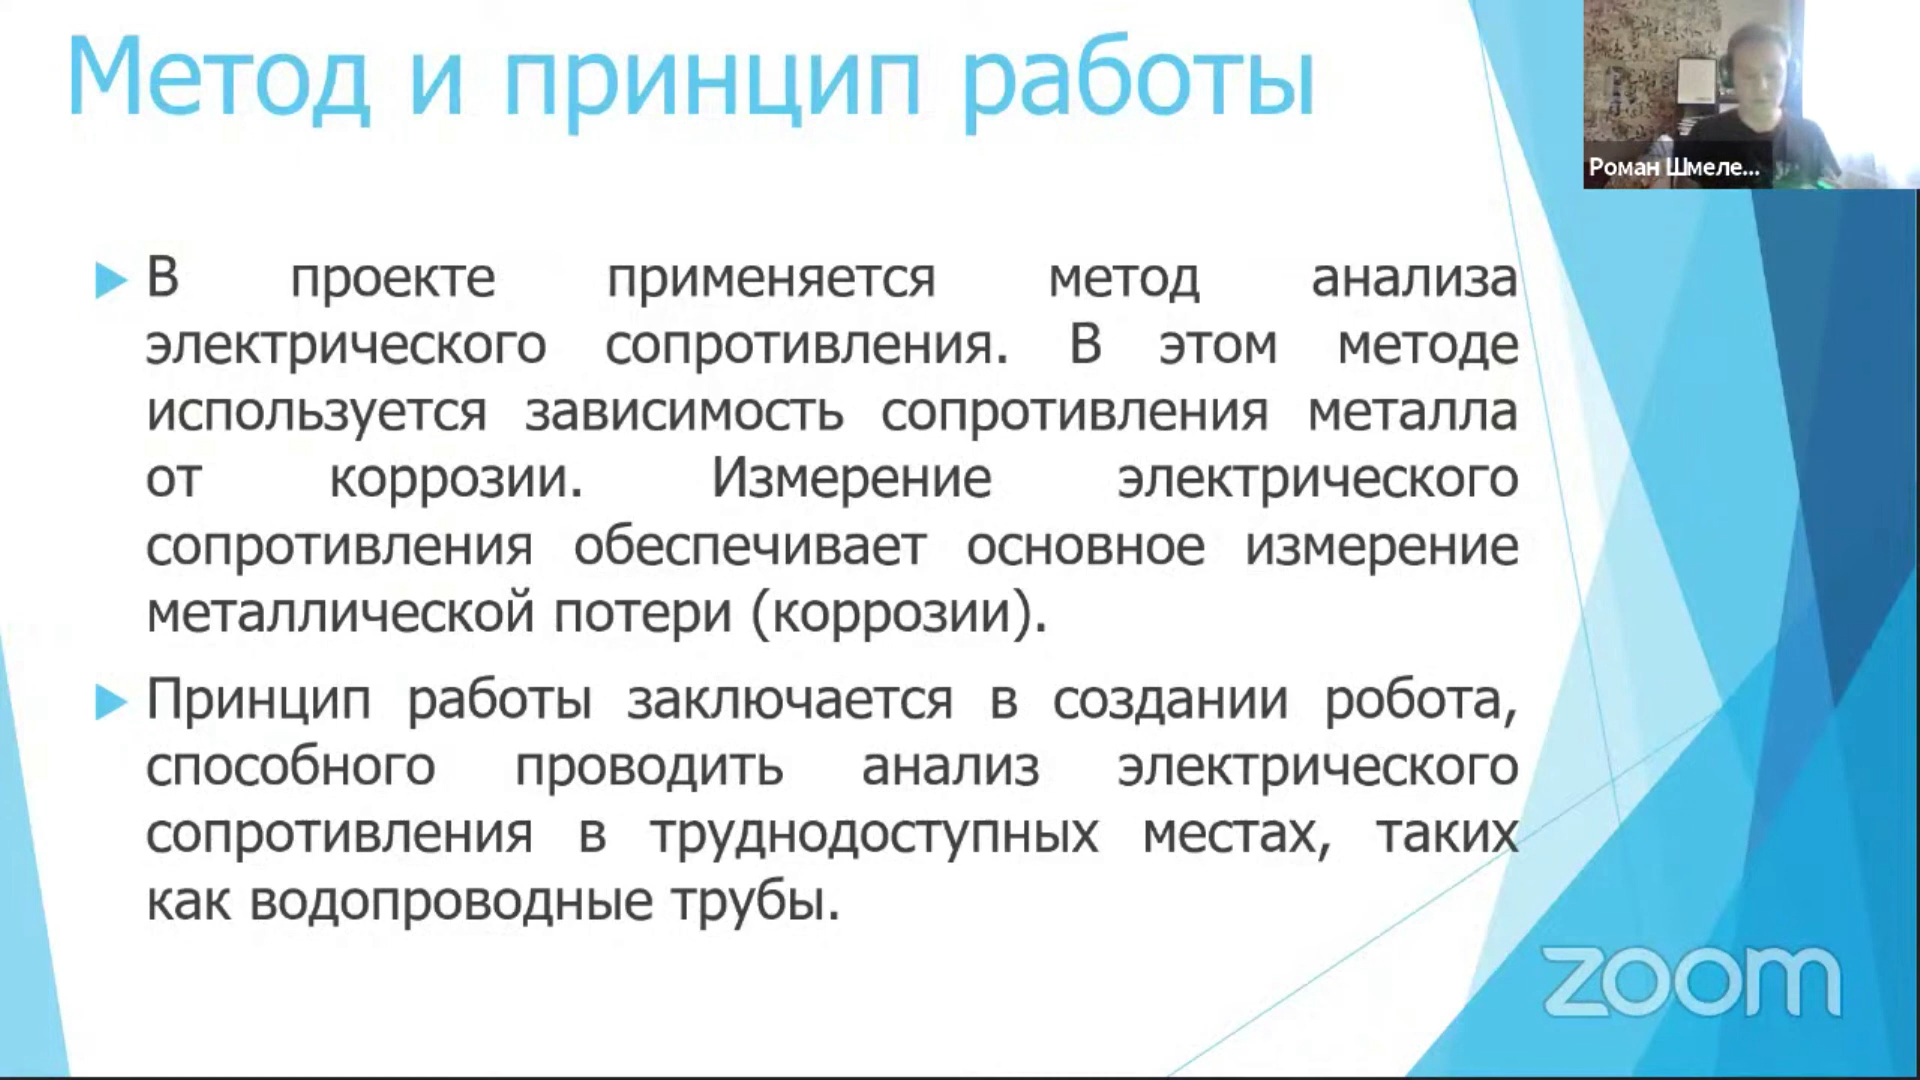 Метод и принцип работы
Роман Шмеле...
В проекте применяется метод анализа
электрического сопротивления. В этом методе
используется зависимость сопротивления металла
от коррозии. Измерение электрического
сопротивления обеспечивает основное измерение
металлической потери (коррозии).
Принцип работы заключается в создании робота,
способного проводить анализ электрического
сопротивления в труднодоступных местах, таких
как водопроводные трубы.
zoom